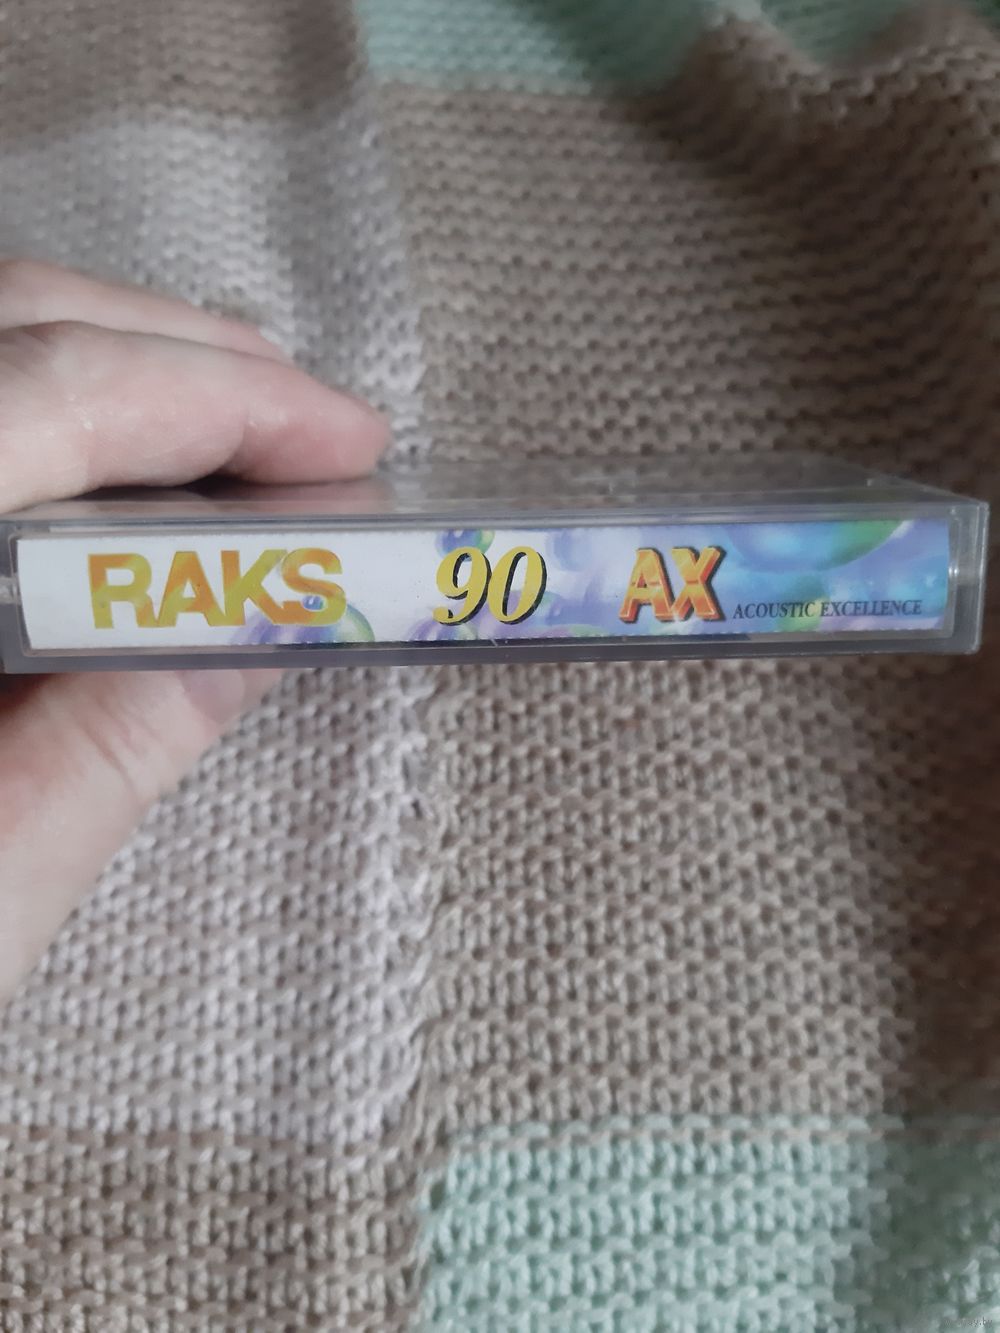 RAKS 90 AX ACOUSTIC EXCELLENCE